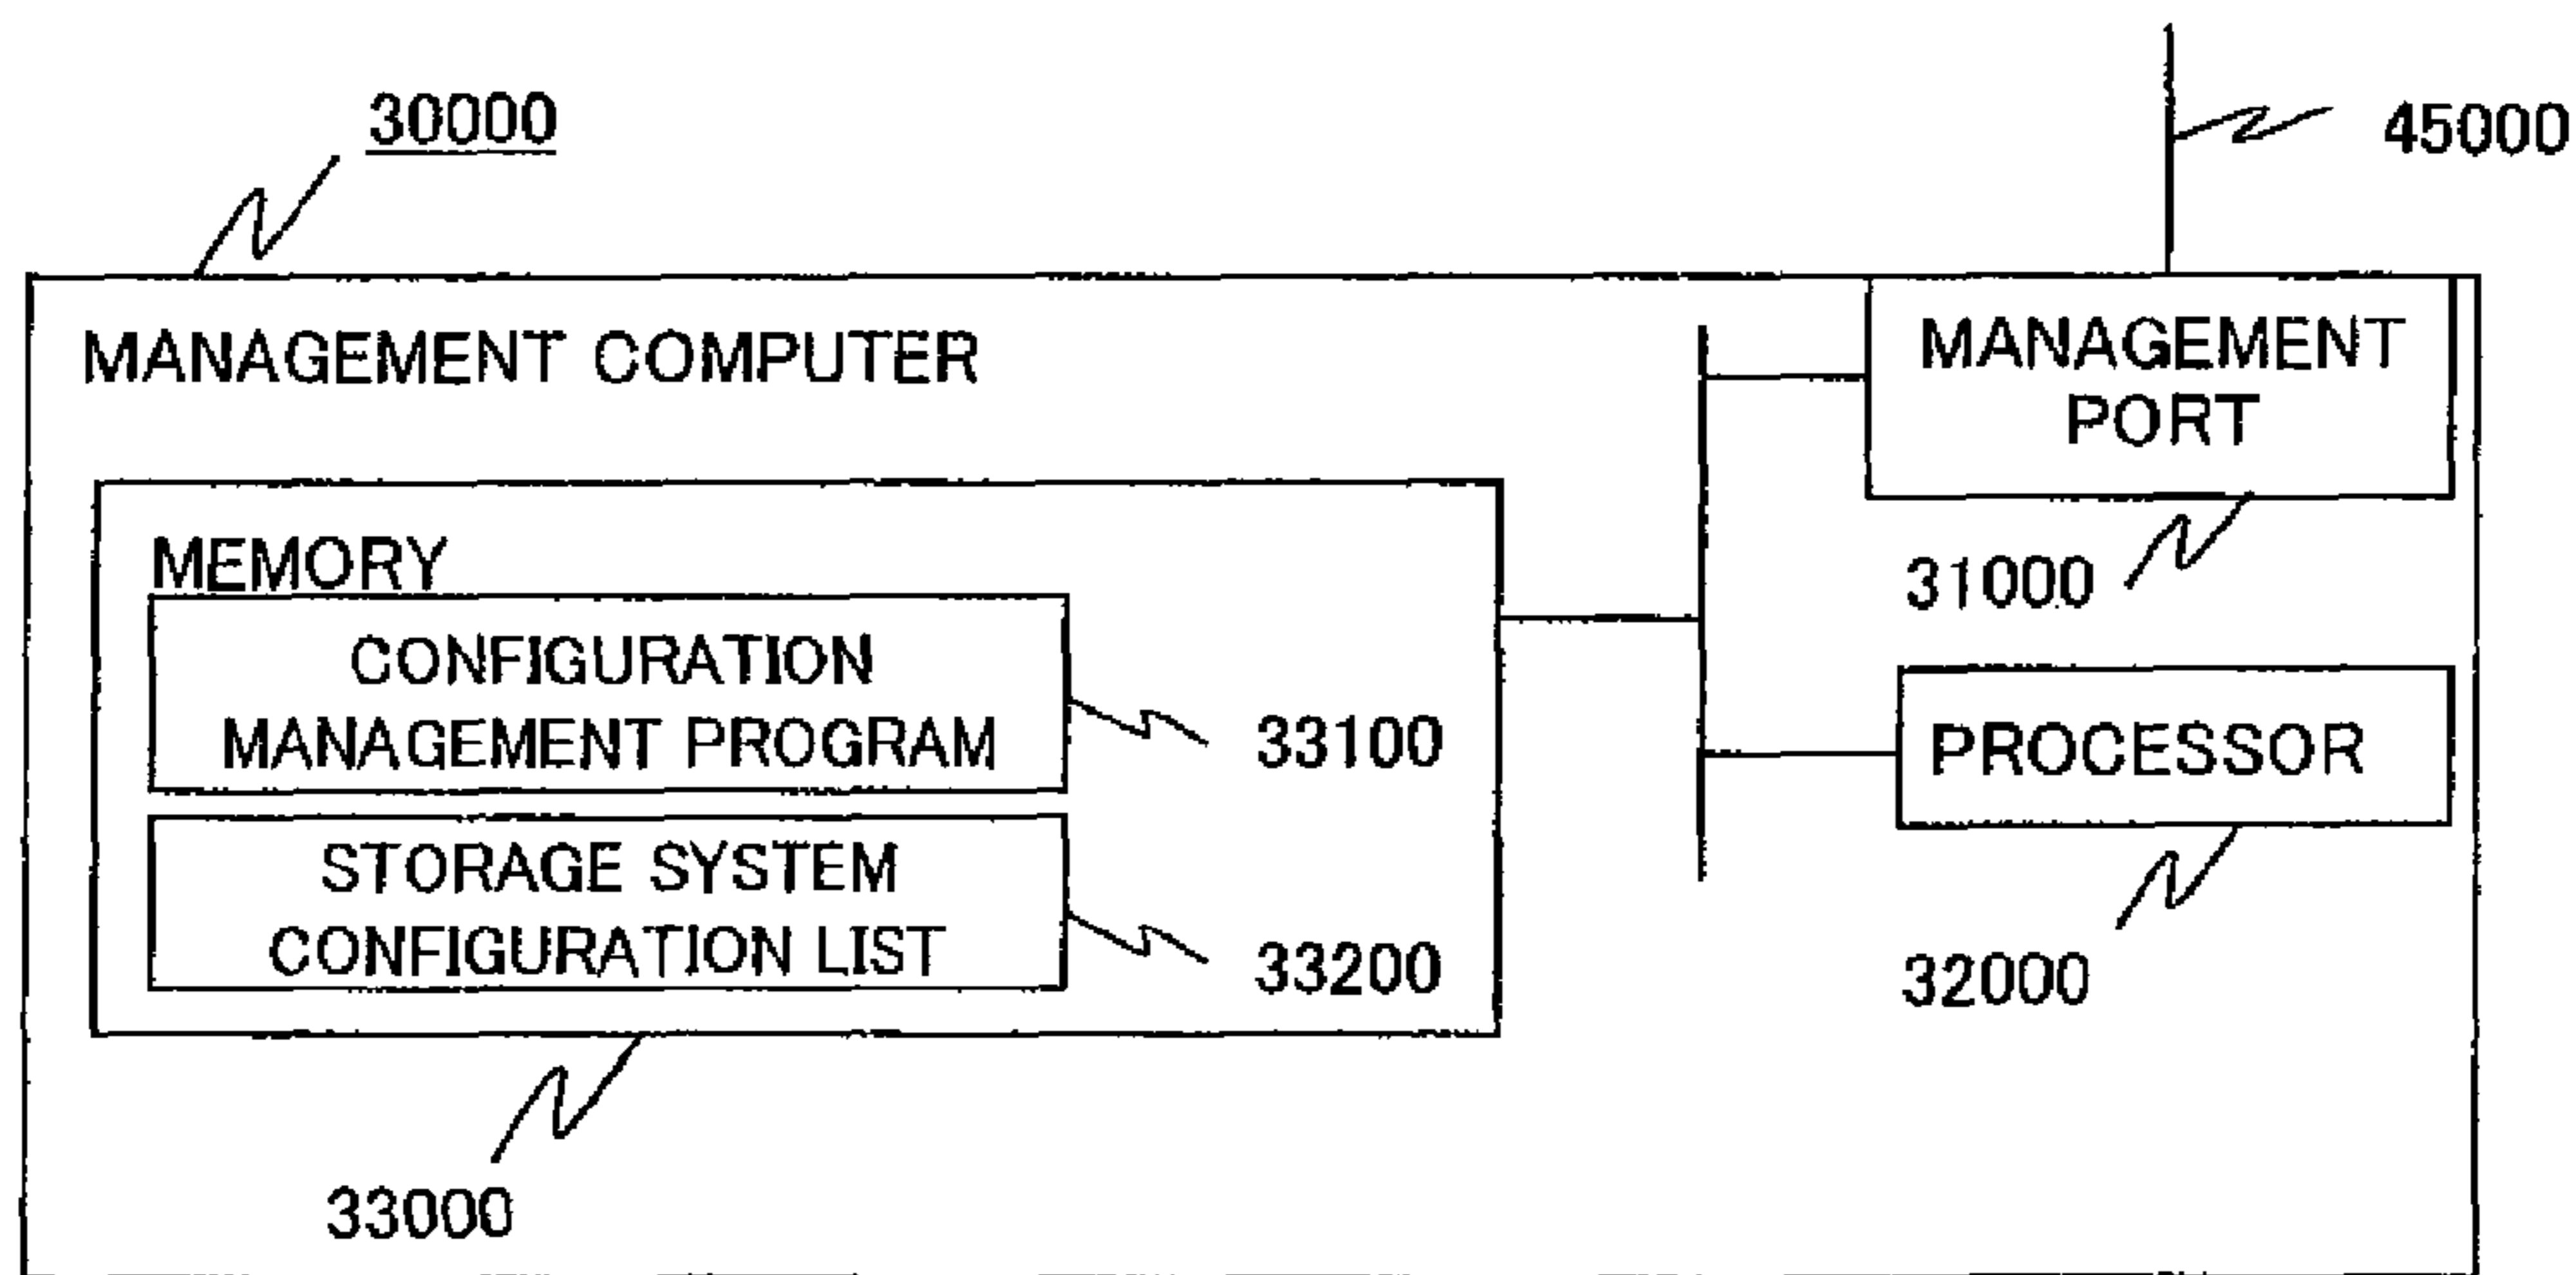 30000
45000
MANAGEMENT COMPUTER
MANAGEMENT
PORT
31000
MEMORY
CONFIGURATION
MANAGEMENT PROGRAM
33100
PROCESSOR
32000
STORAGE SYSTEM
CONFIGURATION LIST
33200
33000